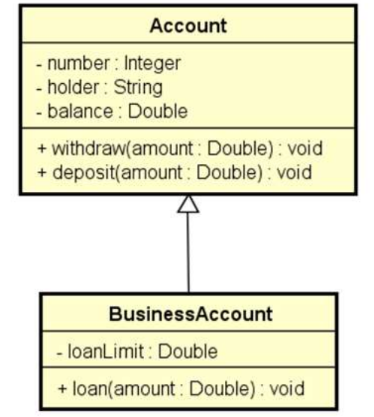 Account
- number : Integer
- holder : String
- balance : Double
+ withdraw(amount : Double) : void
+ deposit(amount : Double) : void
BusinessAccount
- loanLimit : Double
+ loan(amount : Double) : void